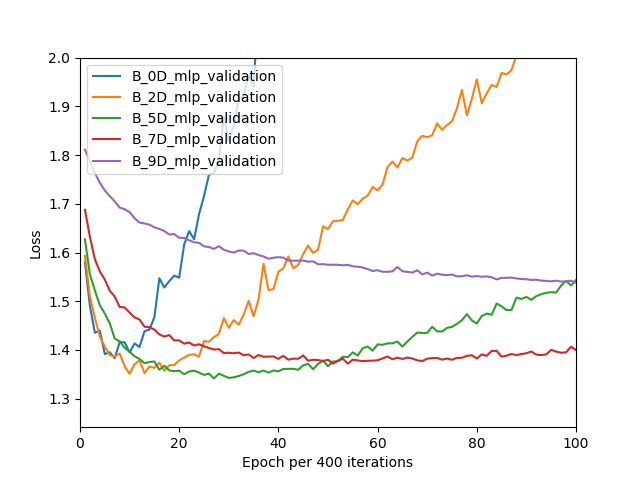 2.0
1.9
1.8
1.7
1.6
1.5
1.4
1.3
Loss
B_0D_mlp_validation
B_2D_mlp_validation
B_5D_mlp_validation
B_7D_mlp_validation
B_9D_mlp_validation
0 20 40 60 80 100
Epoch per 400 iterations